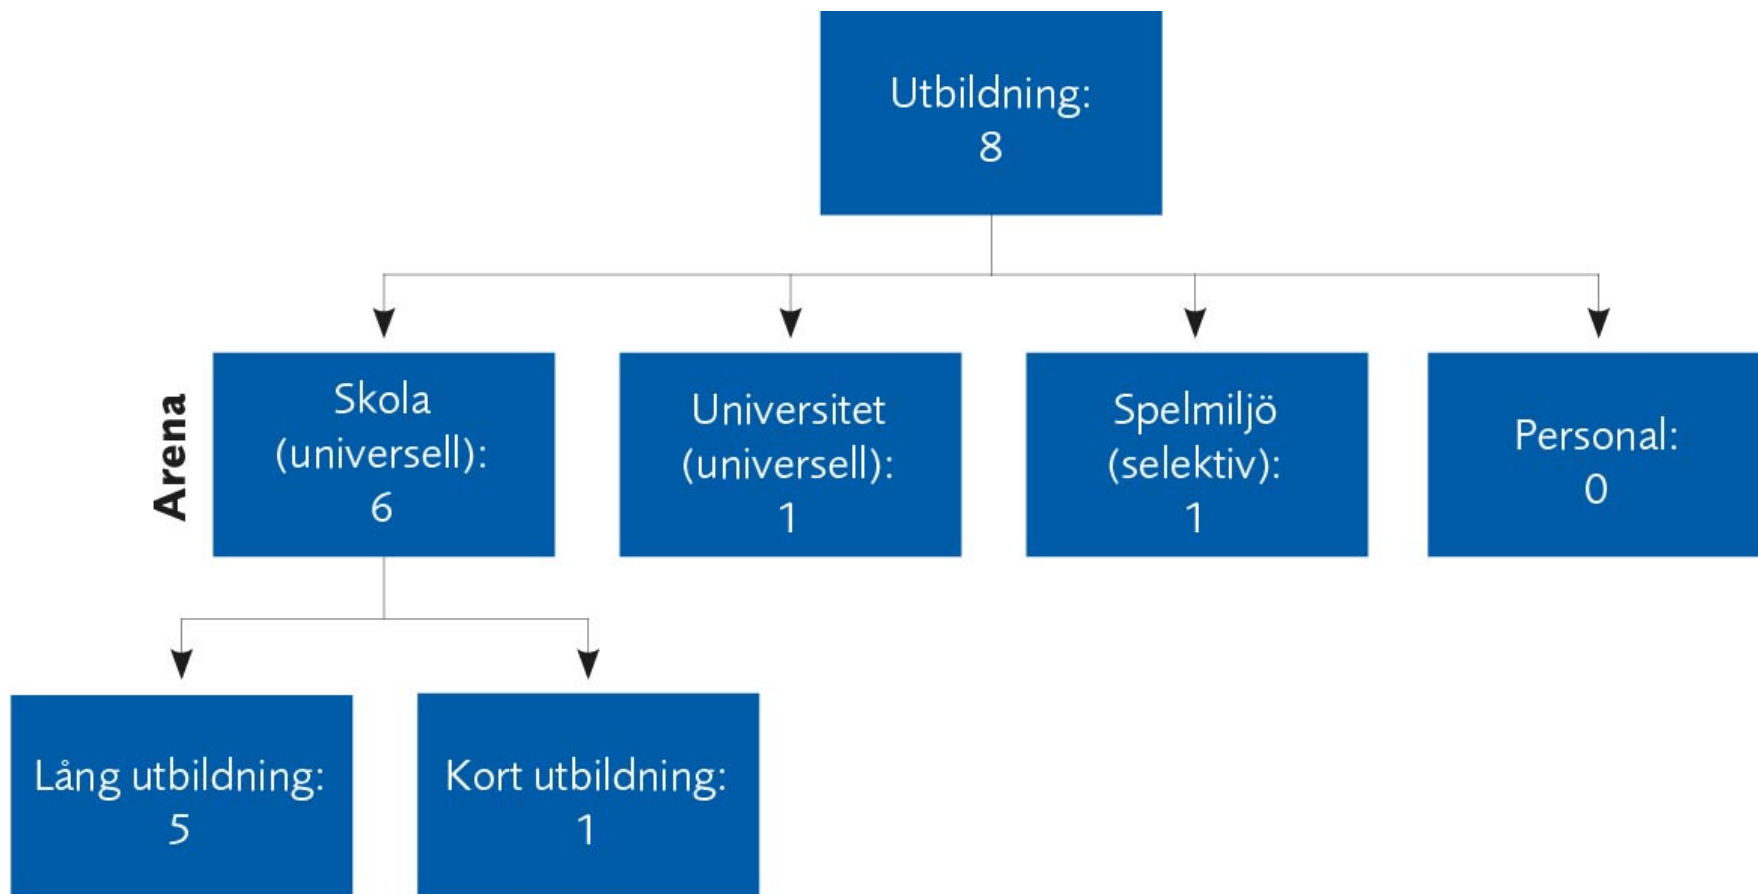 Utbildning:
8
Arena
Skola
(universell):
6
Universitet
(universell):
1
Spelmiljö
(selektiv):
1
Personal:
0
Lång utbildning:
5
Kort utbildning:
1